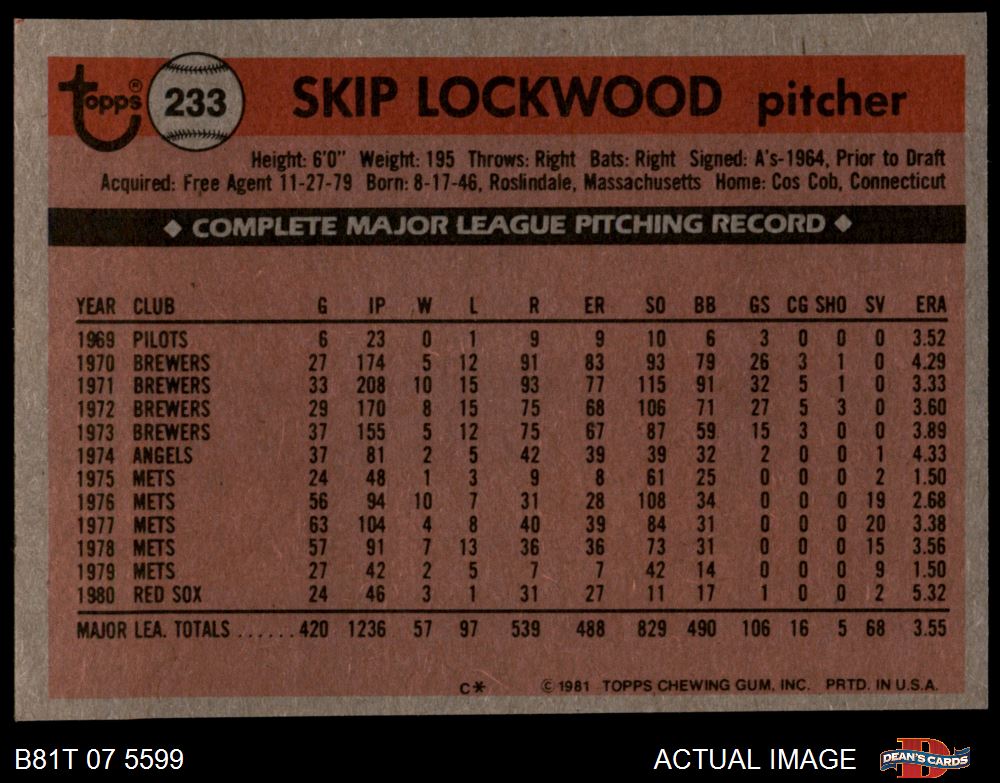 Topps® 233 SKIP LOCKWOOD pitcher
Height: 6'0" Weight: 195 Throws: Right Bats: Right Signed: A's-1964, Prior to Draft
Acquired: Free Agent 11-27-79 Born: 8-17-46, Roslindale, Massachusetts Home: Cos Cob, Connecticut
◆ COMPLETE MAJOR LEAGUE PITCHING RECORD ◆
YEAR CLUB G IP W L R ER SO BB GS CG SHO SV ERA
1969 PILOTS 6 23 0 1 9 9 10 6 3 0 0 0 3.52
1970 BREWERS 27 174 5 12 91 83 93 79 26 3 1 0 4.29
1971 BREWERS 33 208 10 15 93 77 115 91 32 5 1 0 3.33
1972 BREWERS 29 170 8 15 75 68 106 71 27 5 3 0 3.60
1973 BREWERS 37 155 5 12 75 67 87 59 15 3 0 0 3.89
1974 ANGELS 37 81 2 5 42 39 39 32 2 0 0 1 4.33
1975 METS 24 48 1 3 9 8 61 25 0 0 0 2 1.50
1976 METS 56 94 10 7 31 28 108 34 0 0 0 19 2.68
1977 METS 63 104 4 8 40 39 84 31 0 0 0 20 3.38
1978 METS 57 91 7 13 36 36 73 31 0 0 0 15 3.56
1979 METS 27 42 2 5 7 7 42 14 0 0 0 9 1.50
1980 RED SOX 24 46 3 1 31 27 11 17 1 0 0 2 5.32
MAJOR LEA. TOTALS ...... 420 1236 57 97 539 488 829 490 106 16 5 68 3.55
C* © 1981 TOPPS CHEWING GUM, INC. PRTD. IN U.S.A.
B81T 07 5599 ACTUAL IMAGE DEAN'S CARDS